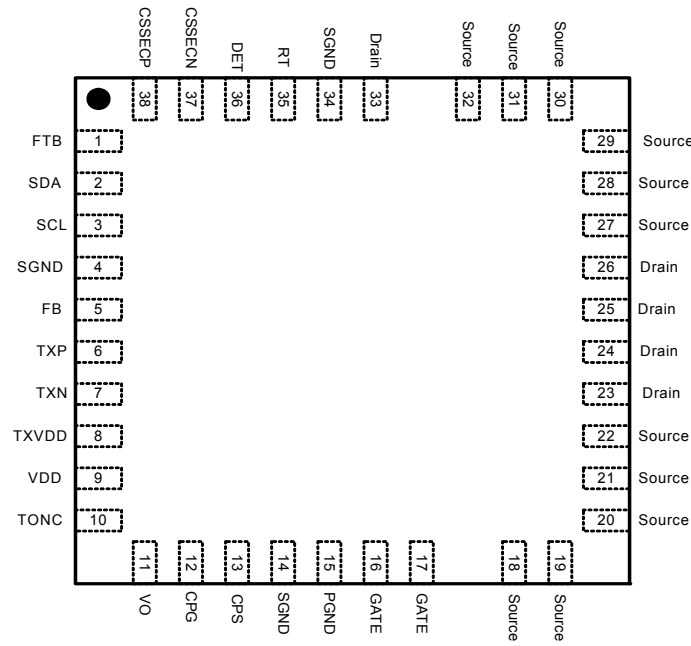 CSSECP
CSSECN
DET
RT
SGND
Drain
Source
Source
Source
38
37
36
35
34
33
32
31
30
FTB 1
SDA 2
SCL 3
SGND 4
FB 5
TXP 6
TXN 7
TXVDD 8
VDD 9
TONC 10
29 Source
28 Source
27 Source
26 Drain
25 Drain
24 Drain
23 Drain
22 Source
21 Source
20 Source
11
12
13
14
15
16
17
18
19
VO
CPG
CPS
SGND
PGND
GATE
GATE
Source
Source